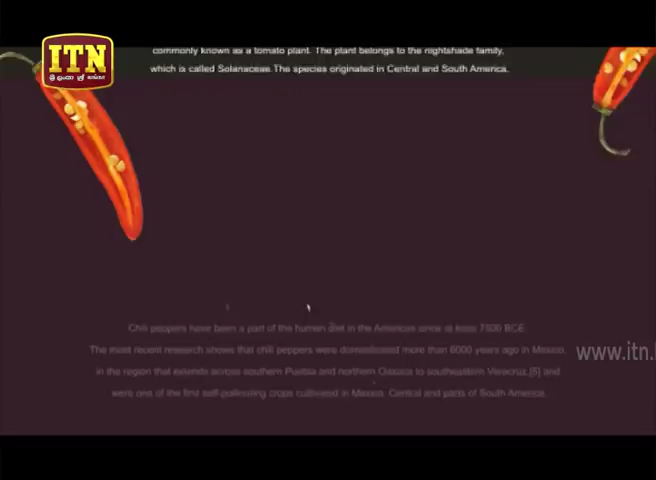 ITN
ශ්‍රී ලංකා ஸ்ரீ லங்கா
commonly known as a tomato plant. The plant belongs to the nightshade family,
which is called Solanaceae.The species originated in Central and South America.
Chili peppers have been a part of the human diet in the Americas since at least 7500 BCE.
The most recent research shows that chili peppers were domesticated more than 6000 years ago in Mexico,
www.itn.
in the region that extends across southern Puebla and northern Oaxaca to southeastern Veracruz,[5] and
were one of the first self-pollinating crops cultivated in Mexico, Central and parts of South America.